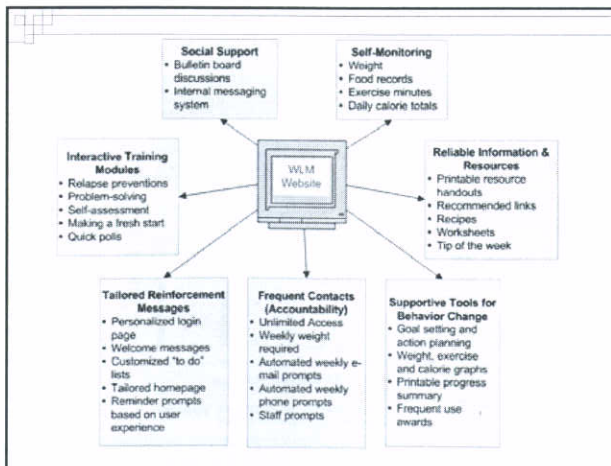 Social Support
• Bulletin board
discussions
• Internal messaging
system
Self-Monitoring
• Weight
• Food records
• Exercise minutes
• Daily calorie totals
Interactive Training
Modules
• Relapse preventions
• Problem-solving
• Self-assessment
• Making a fresh start
• Quick polls
WLM
Website
Reliable Information &
Resources
• Printable resource
handouts
• Recommended links
• Recipes
• Worksheets
• Tip of the week
Tailored Reinforcement
Messages
• Personalized login
page
• Welcome messages
• Customized "to do"
lists
• Tailored homepage
• Reminder prompts
based on user
experience
Frequent Contacts
(Accountability)
• Unlimited Access
• Weekly weight
required
• Automated weekly e-
mail prompts
• Automated weekly
phone prompts
• Staff prompts
Supportive Tools for
Behavior Change
• Goal setting and
action planning
• Weight, exercise
and calorie graphs
• Printable progress
summary
• Frequent use
awards